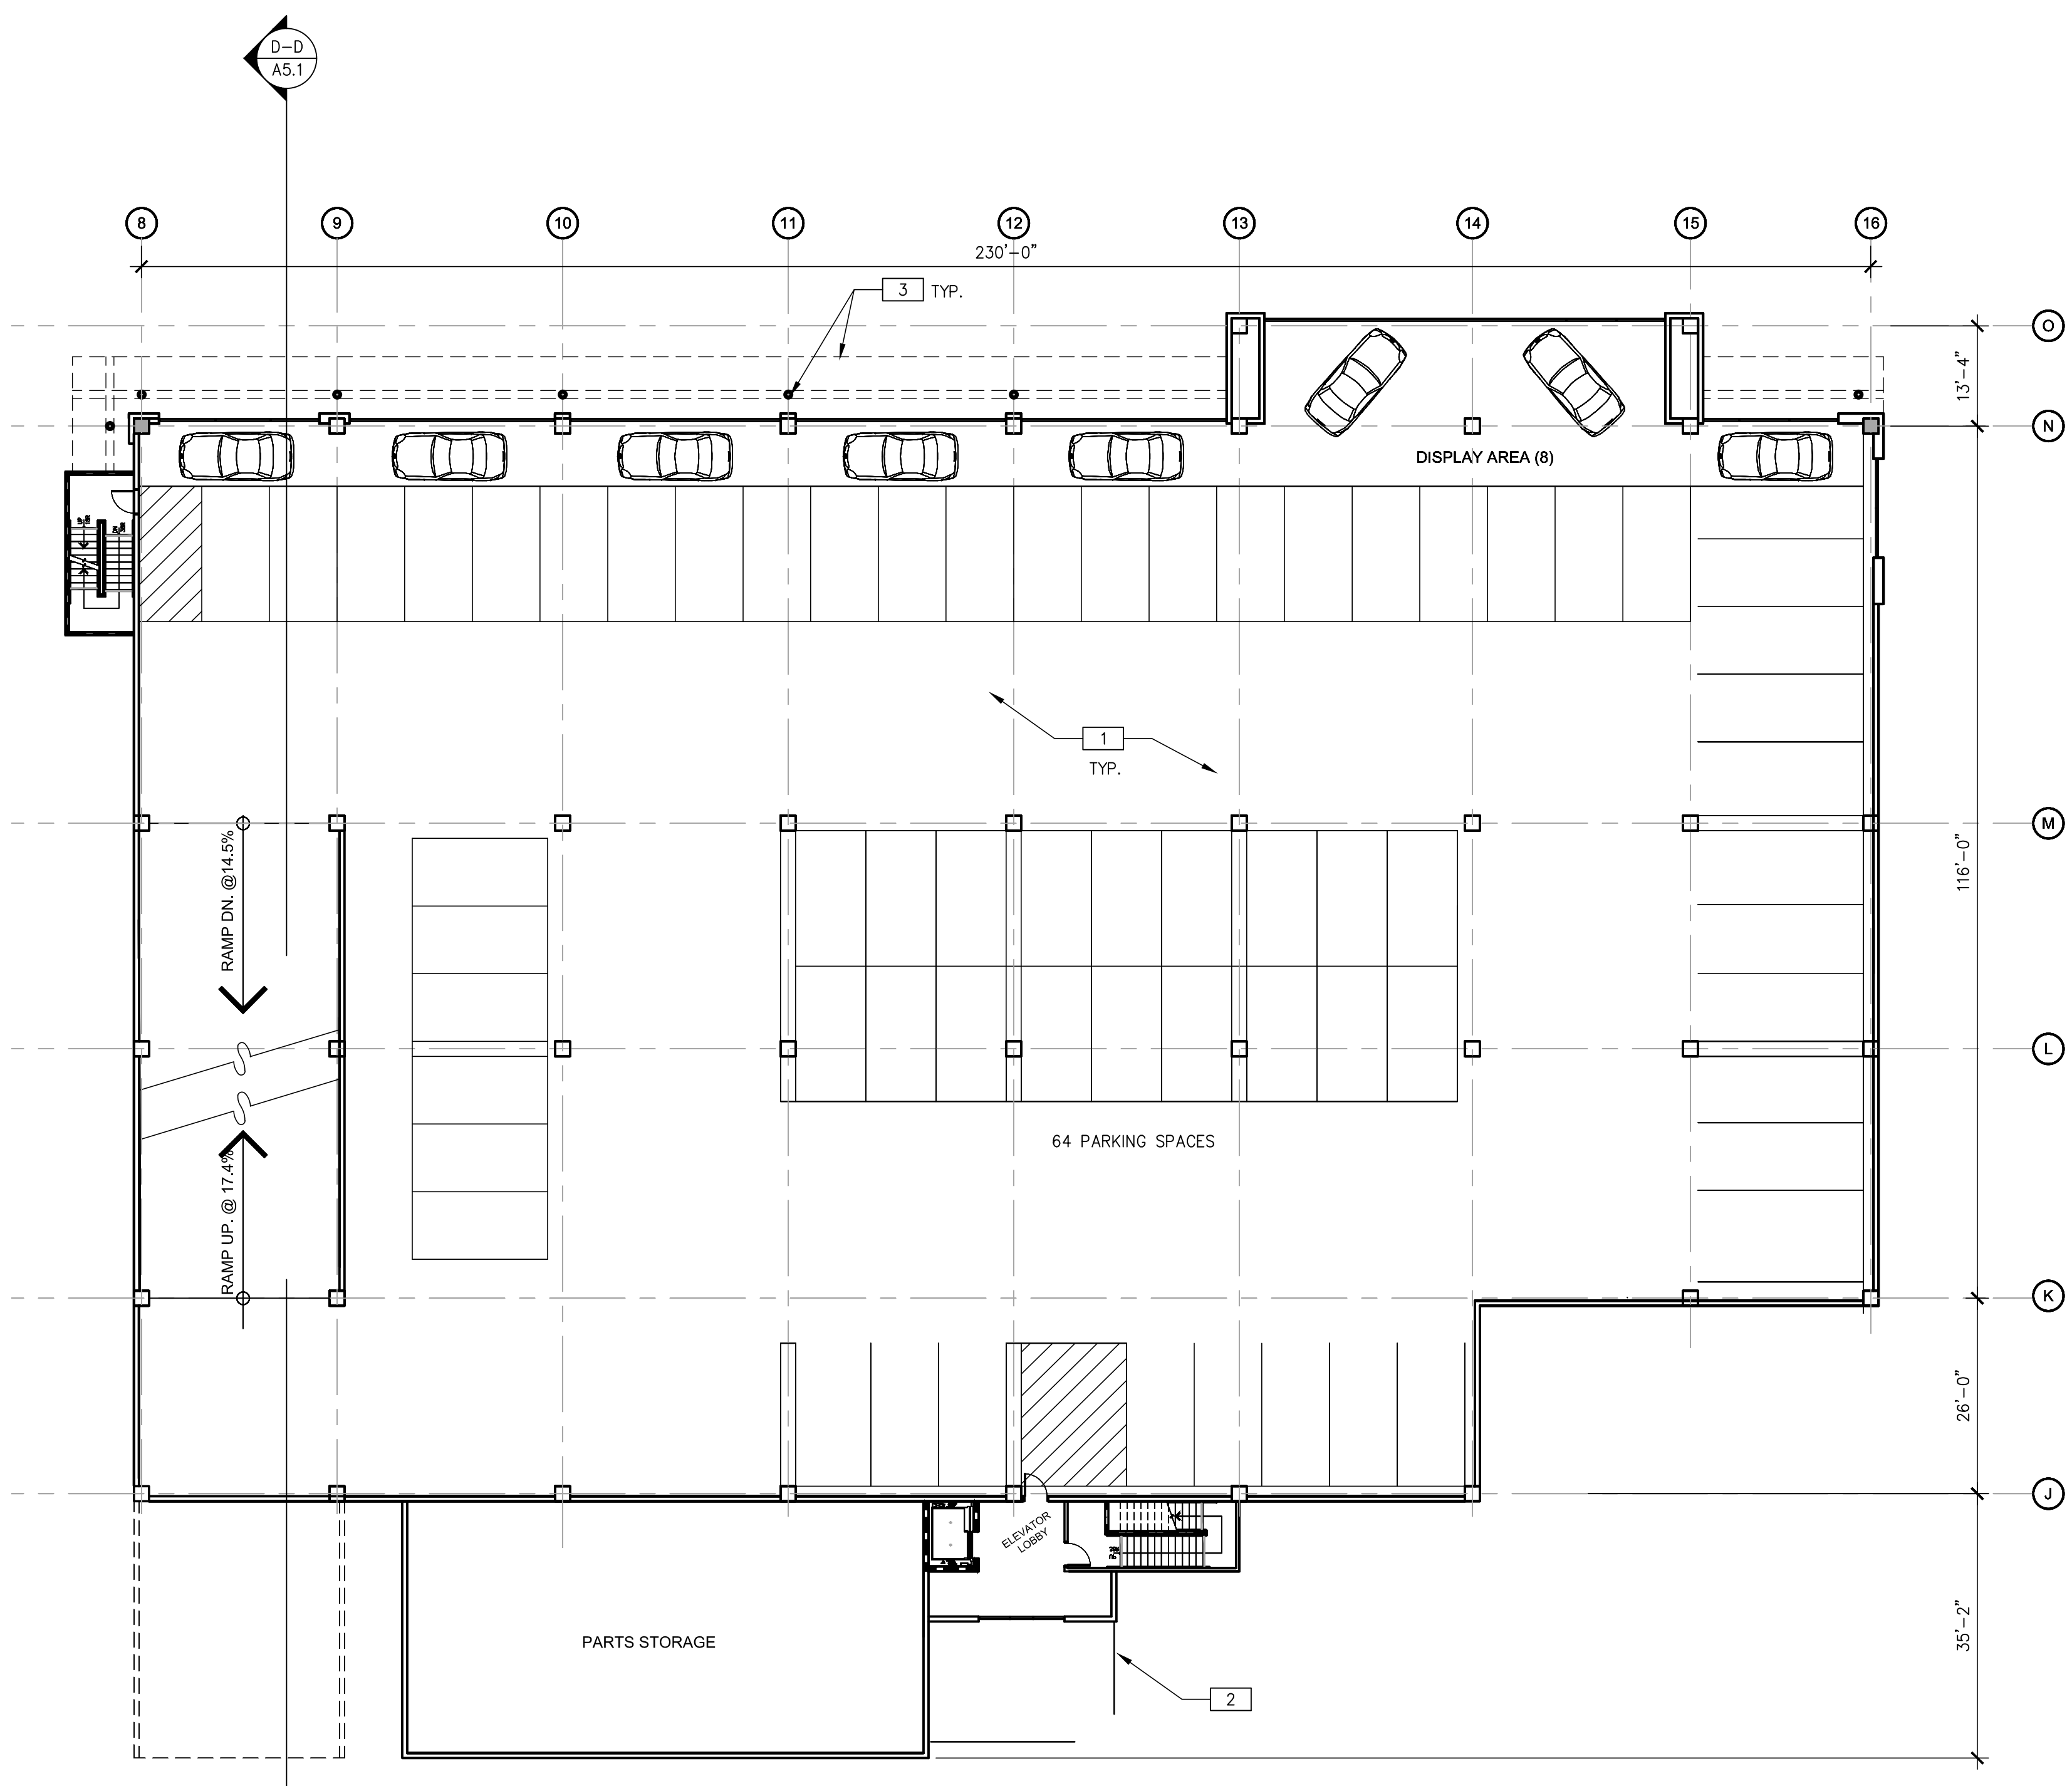 D-D
A5.1
8 9 10 11 12 13 14 15 16
230'-0"
3 TYP.
O
13'-4"
N
DISPLAY AREA (8)
UP
DN
1
TYP.
M
RAMP DN. @14.5%
116'-0"
L
64 PARKING SPACES
RAMP UP. @ 17.4%
K
26'-0"
J
ELEVATOR
LOBBY
PARTS STORAGE
35'-2"
2